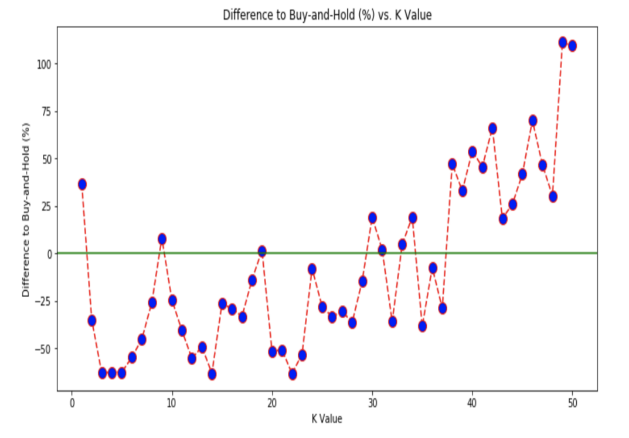 Difference to Buy-and-Hold (%) vs. K Value
Difference to Buy-and-Hold (%)
100
75
50
25
0
−25
−50
0 10 20 30 40 50
K Value